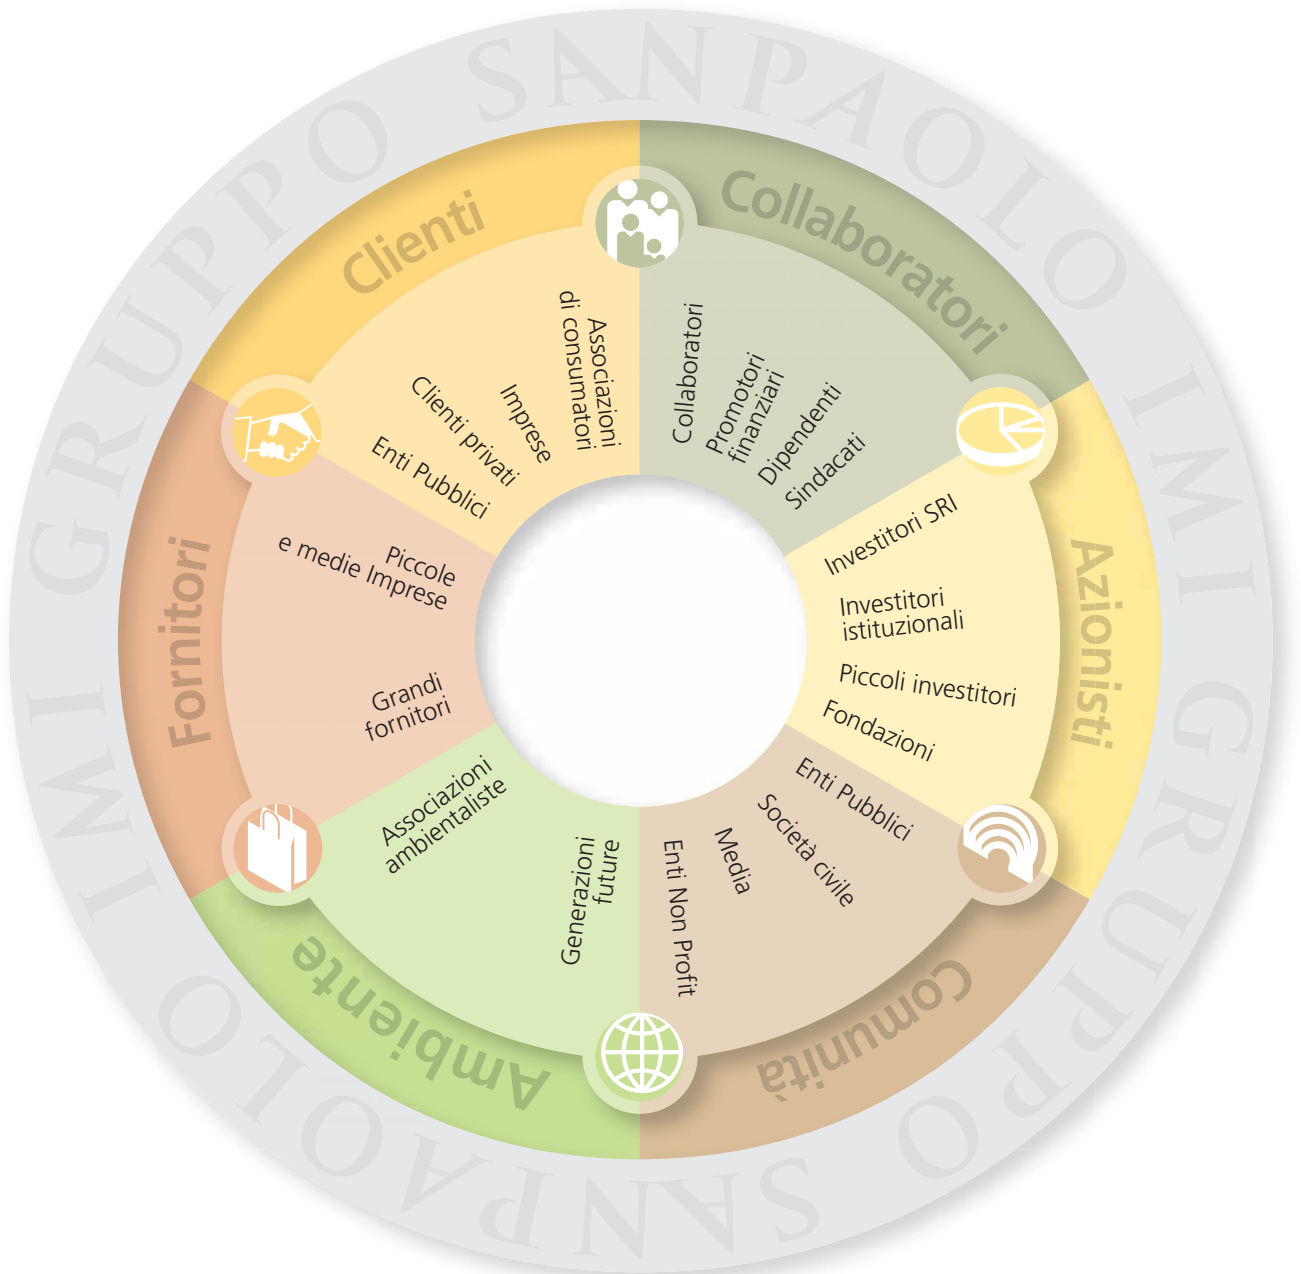 GRUPPO SANPAOLO IMI GRUPPO SANPAOLO IMI
Clienti
Enti Pubblici
Clienti privati
Imprese
Associazioni
di consumatori
Collaboratori
Collaboratori
Promotori
finanziari
Dipendenti
Sindacati
Azionisti
Investitori SRI
Investitori
istituzionali
Piccoli investitori
Fondazioni
Comunità
Enti Pubblici
Società civile
Media
Enti Non Profit
Ambiente
Generazioni
future
Associazioni
ambientaliste
Fornitori
Grandi
fornitori
Piccole
e medie Imprese